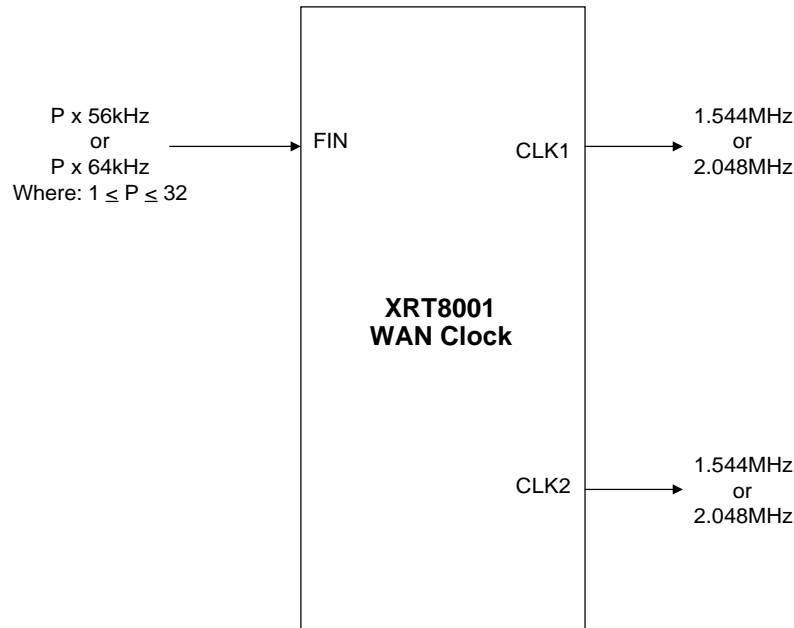 P x 56kHz
or
P x 64kHz
Where: 1 ≤ P ≤ 32
FIN
CLK1
1.544MHz
or
2.048MHz
XRT8001
WAN Clock
CLK2
1.544MHz
or
2.048MHz